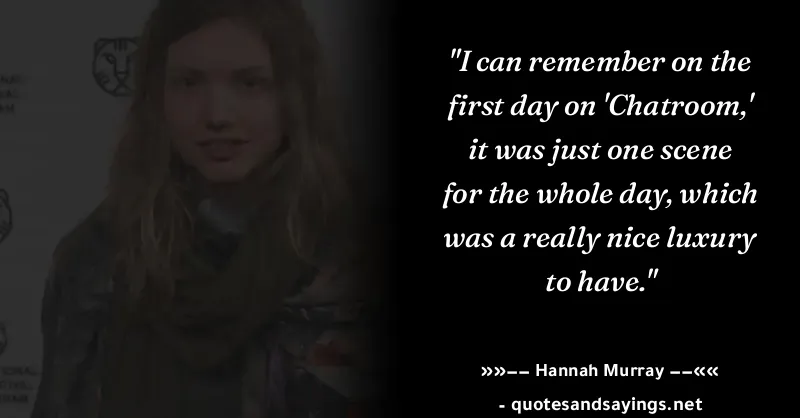 "I can remember on the
first day on 'Chatroom,'
it was just one scene
for the whole day, which
was a really nice luxury
to have."
»»−− Hannah Murray −−««
- quotesandsayings.net